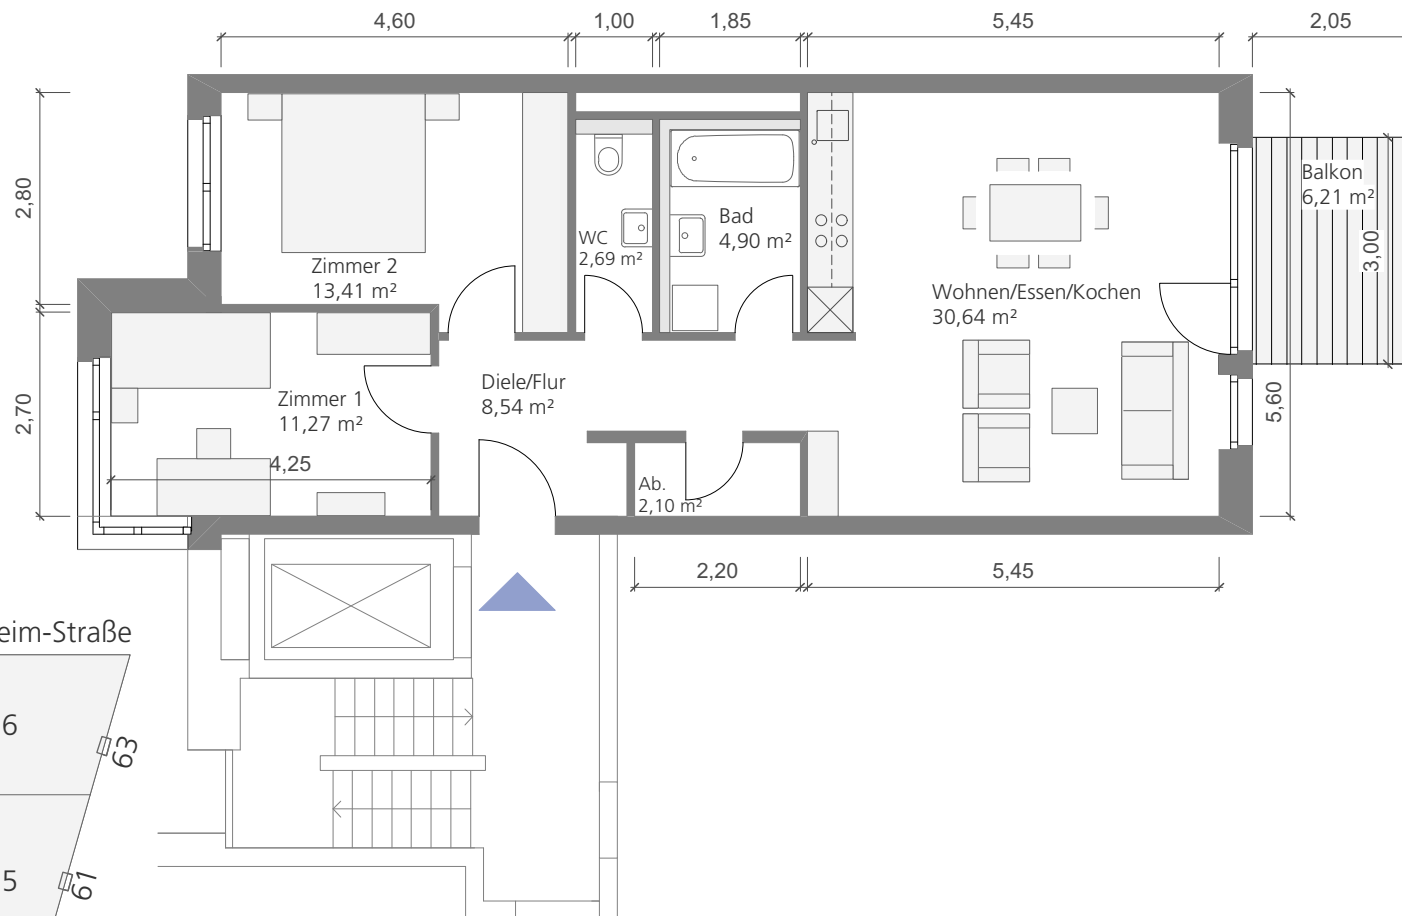 4,60
1,00
1,85
5,45
2,05
2,80
2,70
Zimmer 2
13,41 m²
WC
2,69 m²
Bad
4,90 m²
Wohnen/Essen/Kochen
30,64 m²
Balkon
6,21 m²
3,00
5,60
Zimmer 1
11,27 m²
4,25
Diele/Flur
8,54 m²
Ab.
2,10 m²
2,20
5,45
eim-Straße
6
63
5
61